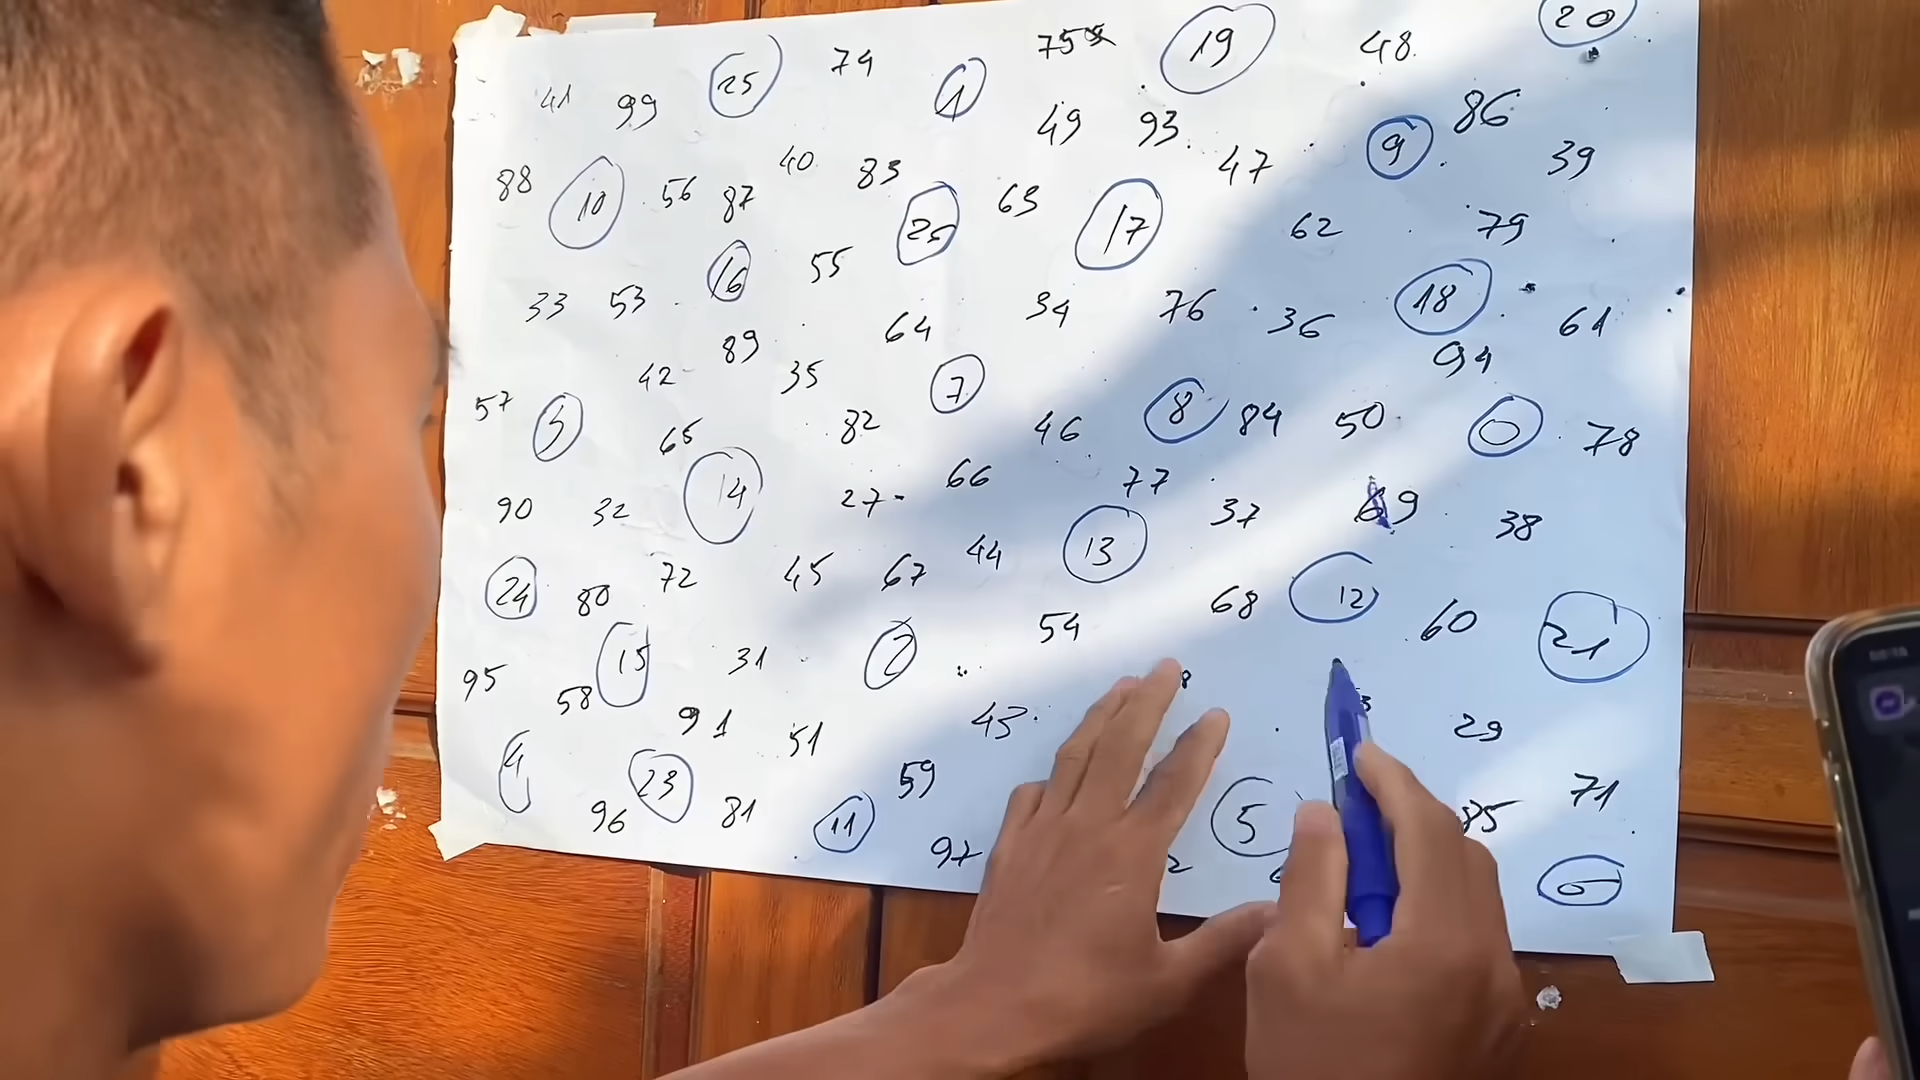 20
75 19 48
25 74 1
41 99 49 93 9 86
88 10 56 87 40 83 63 17 47 39
16 55 26 62 79
33 53 64 34 76 36 18 61
89 94
57 3 42 35 7 8 84 50 0 78
65 82 46
90 32 14 27 66 77 37 9 38
24 80 72 45 67 44 13 68 12
95 58 15 31 2 54 60 21
91 51 43 29
4 23 59 71
96 81 11 97 5 85
6